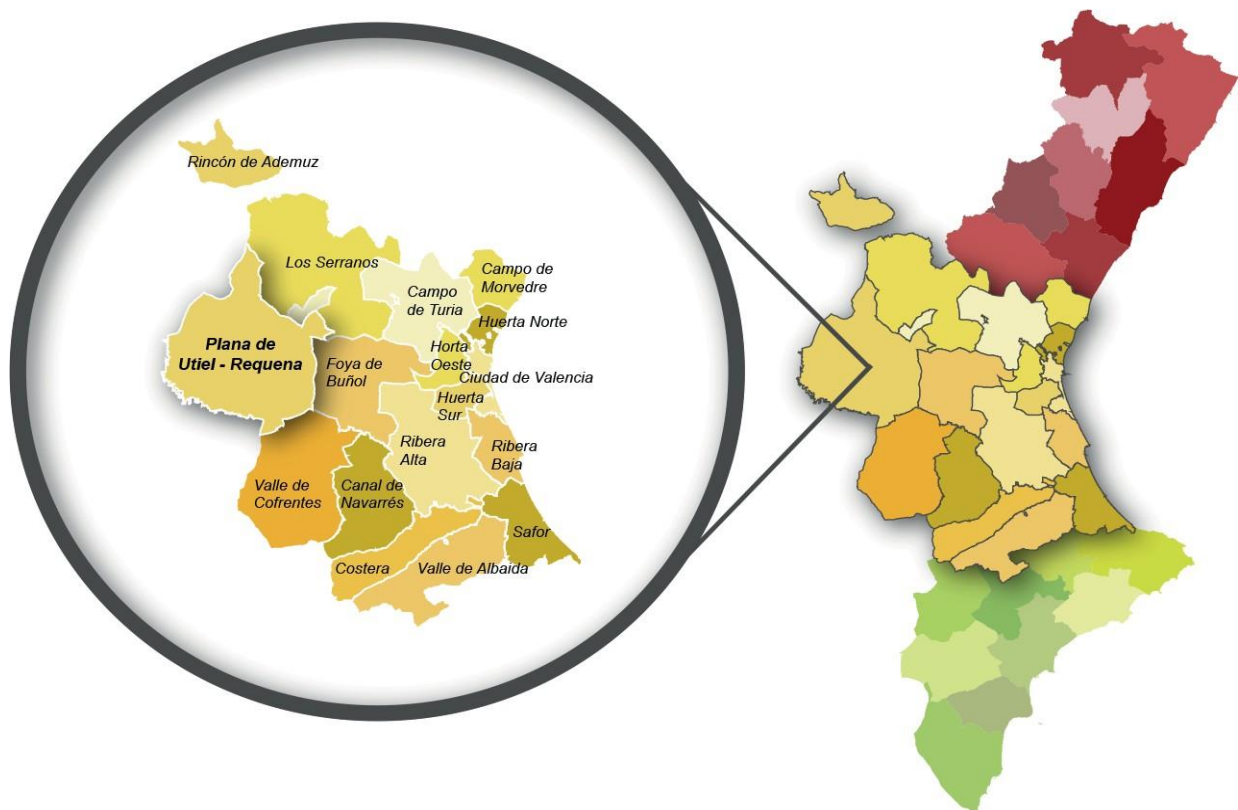 Rincón de Ademuz
Los Serranos
Campo de
Morvedre
Campo
de Turia
Huerta Norte
Plana de
Utiel - Requena
Horta
Oeste
Foya de
Buñol
Ciudad de Valencia
Huerta
Sur
Ribera
Alta
Ribera
Baja
Valle de
Cofrentes
Canal de
Navarrés
Safor
Costera
Valle de Albaida